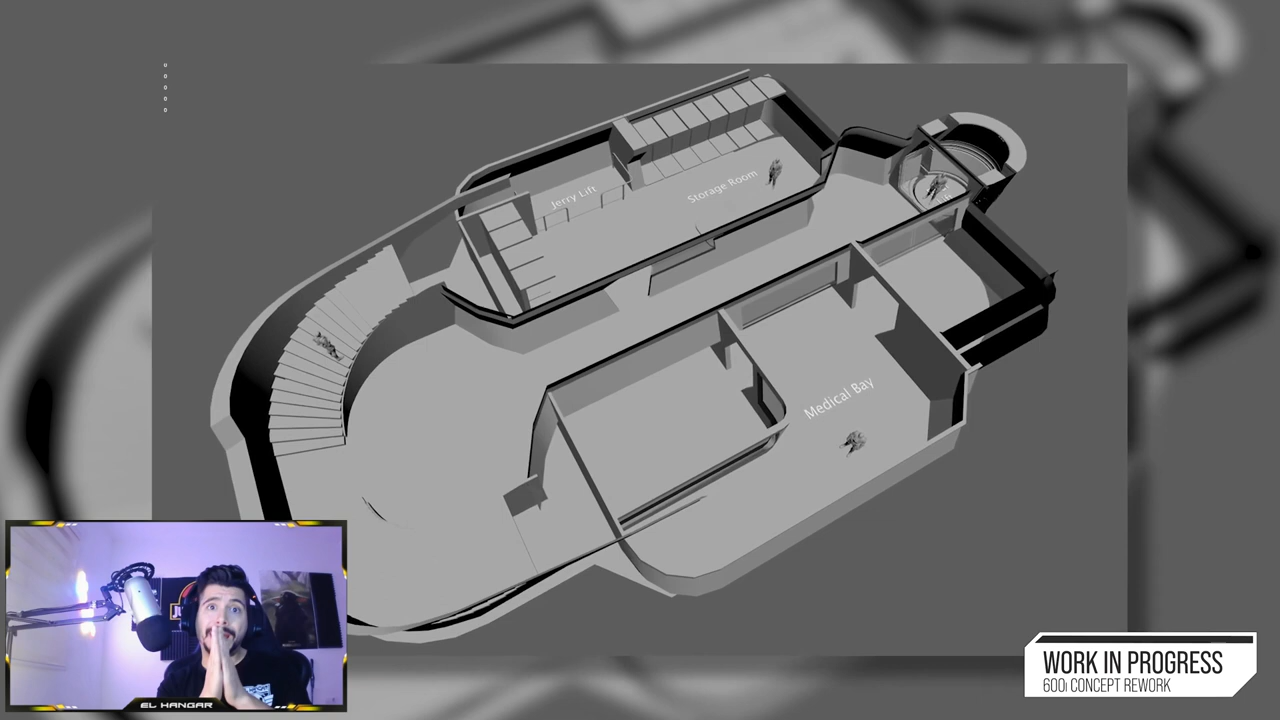 Jerry Lift
Storage Room
Medical Bay
EL HANGAR
WORK IN PROGRESS
600i CONCEPT REWORK